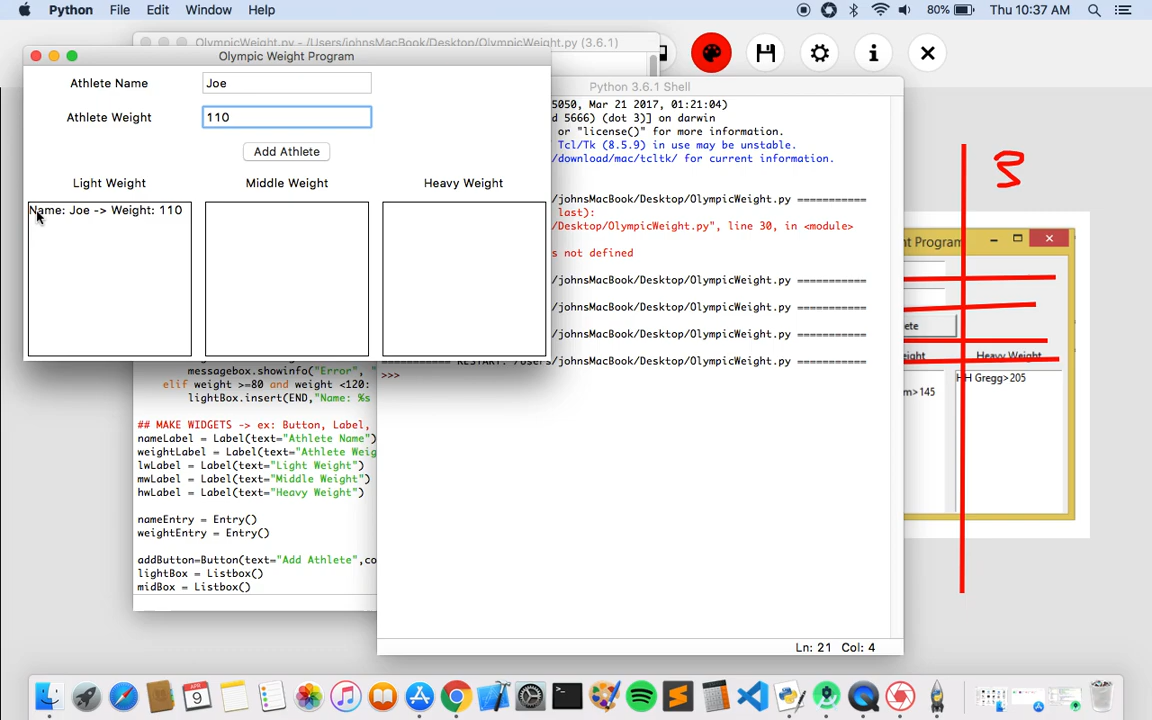 Python File Edit Window Help
80% Thu 10:37 AM
OlympicWeight.py - /Users/johnsMacBook/Desktop/OlympicWeight.py (3.6.1)
Olympic Weight Program
Athlete Name Joe
Athlete Weight 110
Add Athlete
Light Weight Middle Weight Heavy Weight
Name: Joe -> Weight: 110
Python 3.6.1 Shell
5050, Mar 21 2017, 01:21:04)
d 5666) (dot 3)] on darwin
or "license()" for more information.
Tcl/Tk (8.5.9) in use may be unstable.
/download/mac/tcltk/ for current information.
/johnsMacBook/Desktop/OlympicWeight.py ===========
last):
/Desktop/OlympicWeight.py", line 30, in <module>
s not defined
/johnsMacBook/Desktop/OlympicWeight.py ===========
/johnsMacBook/Desktop/OlympicWeight.py ===========
/johnsMacBook/Desktop/OlympicWeight.py ===========
=========== RESTART: /Users/johnsMacBook/Desktop/OlympicWeight.py ===========
>>>
Ln: 21 Col: 4
messagebox.showinfo("Error", "
elif weight >=80 and weight <120:
lightBox.insert(END,"Name: %s
## MAKE WIDGETS -> ex: Button, Label,
nameLabel = Label(text="Athlete Name")
weightLabel = Label(text="Athlete Weig
lwLabel = Label(text="Light Weight")
mwLabel = Label(text="Middle Weight")
hwLabel = Label(text="Heavy Weight")
nameEntry = Entry()
weightEntry = Entry()
addButton=Button(text="Add Athlete",co
lightBox = Listbox()
midBox = Listbox()
3
ht Program
ete
eight Heavy Weight
HH Gregg>205
m>145
APR
9